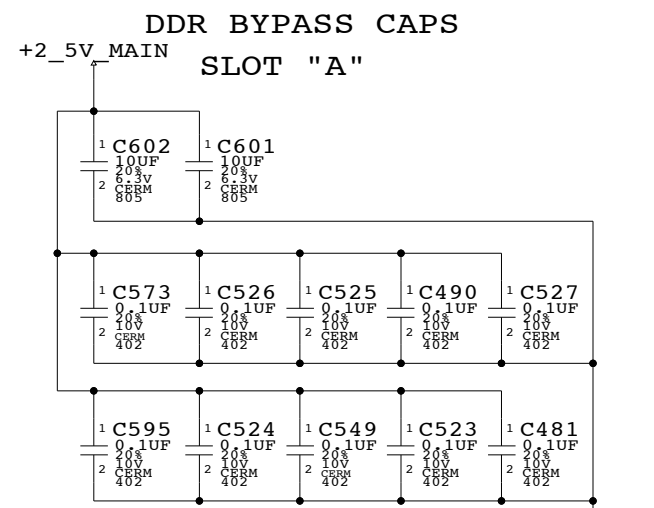 DDR BYPASS CAPS
+2_5V_MAIN
SLOT "A"
1 C602 1 C601
10UF 10UF
20% 20%
6.3V 6.3V
2 CERM 2 CERM
805 805
1 C573 1 C526 1 C525 1 C490 1 C527
0.1UF 0.1UF 0.1UF 0.1UF 0.1UF
20% 20% 20% 20% 20%
10V 10V 10V 10V 10V
2 CERM 2 CERM 2 CERM 2 CERM 2 CERM
402 402 402 402 402
1 C595 1 C524 1 C549 1 C523 1 C481
0.1UF 0.1UF 0.1UF 0.1UF 0.1UF
20% 20% 20% 20% 20%
10V 10V 10V 10V 10V
2 CERM 2 CERM 2 CERM 2 CERM 2 CERM
402 402 402 402 402